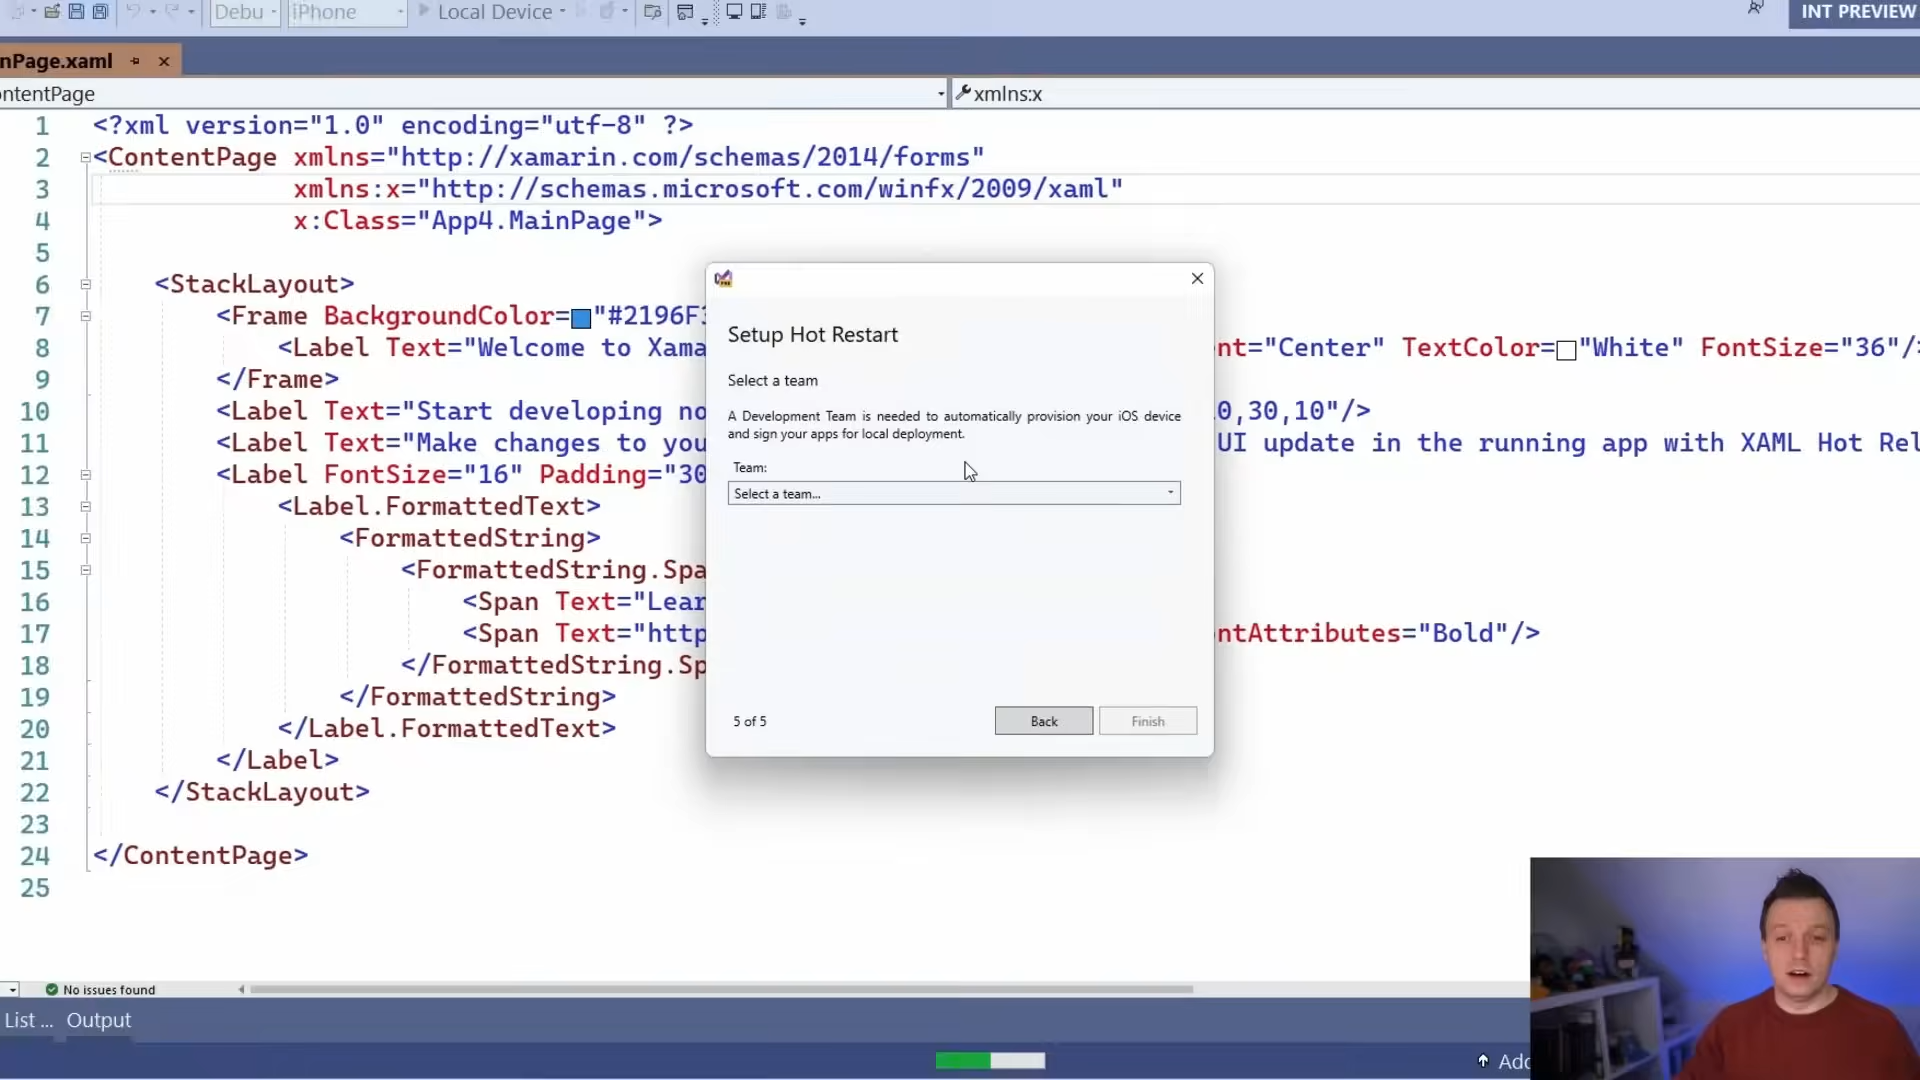 Debu
iPhone
Local Device
INT PREVIEW
nPage.xaml
ontentPage
xmlns:x
1 <?xml version="1.0" encoding="utf-8" ?>
2 <ContentPage xmlns="http://xamarin.com/schemas/2014/forms"
3 xmlns:x="http://schemas.microsoft.com/winfx/2009/xaml"
4 x:Class="App4.MainPage">
5
6 <StackLayout>
7 <Frame BackgroundColor="#2196F3
8 <Label Text="Welcome to Xama nt="Center" TextColor="White" FontSize="36"/>
9 </Frame>
10 <Label Text="Start developing no 0,30,10"/>
11 <Label Text="Make changes to you UI update in the running app with XAML Hot Rel
12 <Label FontSize="16" Padding="30
13 <Label.FormattedText>
14 <FormattedString>
15 <FormattedString.Spa
16 <Span Text="Lear
17 <Span Text="http ntAttributes="Bold"/>
18 </FormattedString.Sp
19 </FormattedString>
20 </Label.FormattedText>
21 </Label>
22 </StackLayout>
23
24 </ContentPage>
25
Setup Hot Restart
Select a team
A Development Team is needed to automatically provision your iOS device
and sign your apps for local deployment.
Team:
Select a team...
5 of 5
Back
Finish
No issues found
List ...
Output
Add